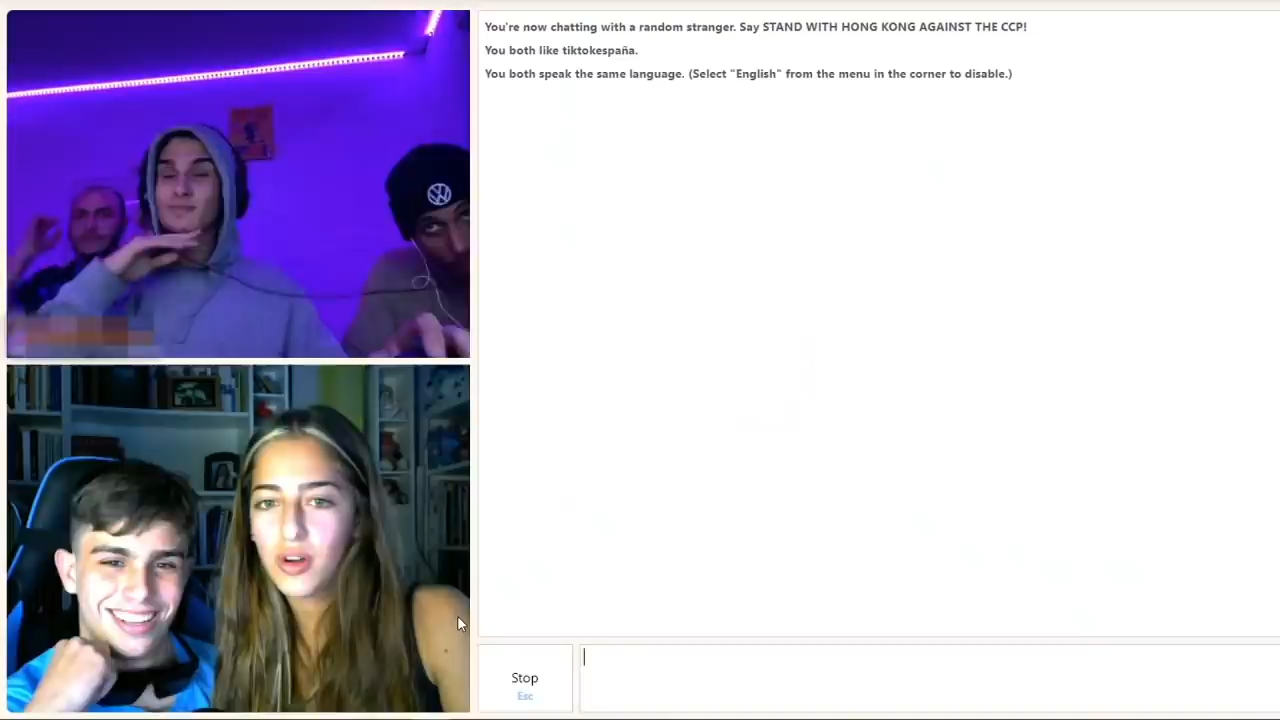 You're now chatting with a random stranger. Say STAND WITH HONG KONG AGAINST THE CCP!
You both like tiktokespaña.
You both speak the same language. (Select "English" from the menu in the corner to disable.)
Stop
Esc